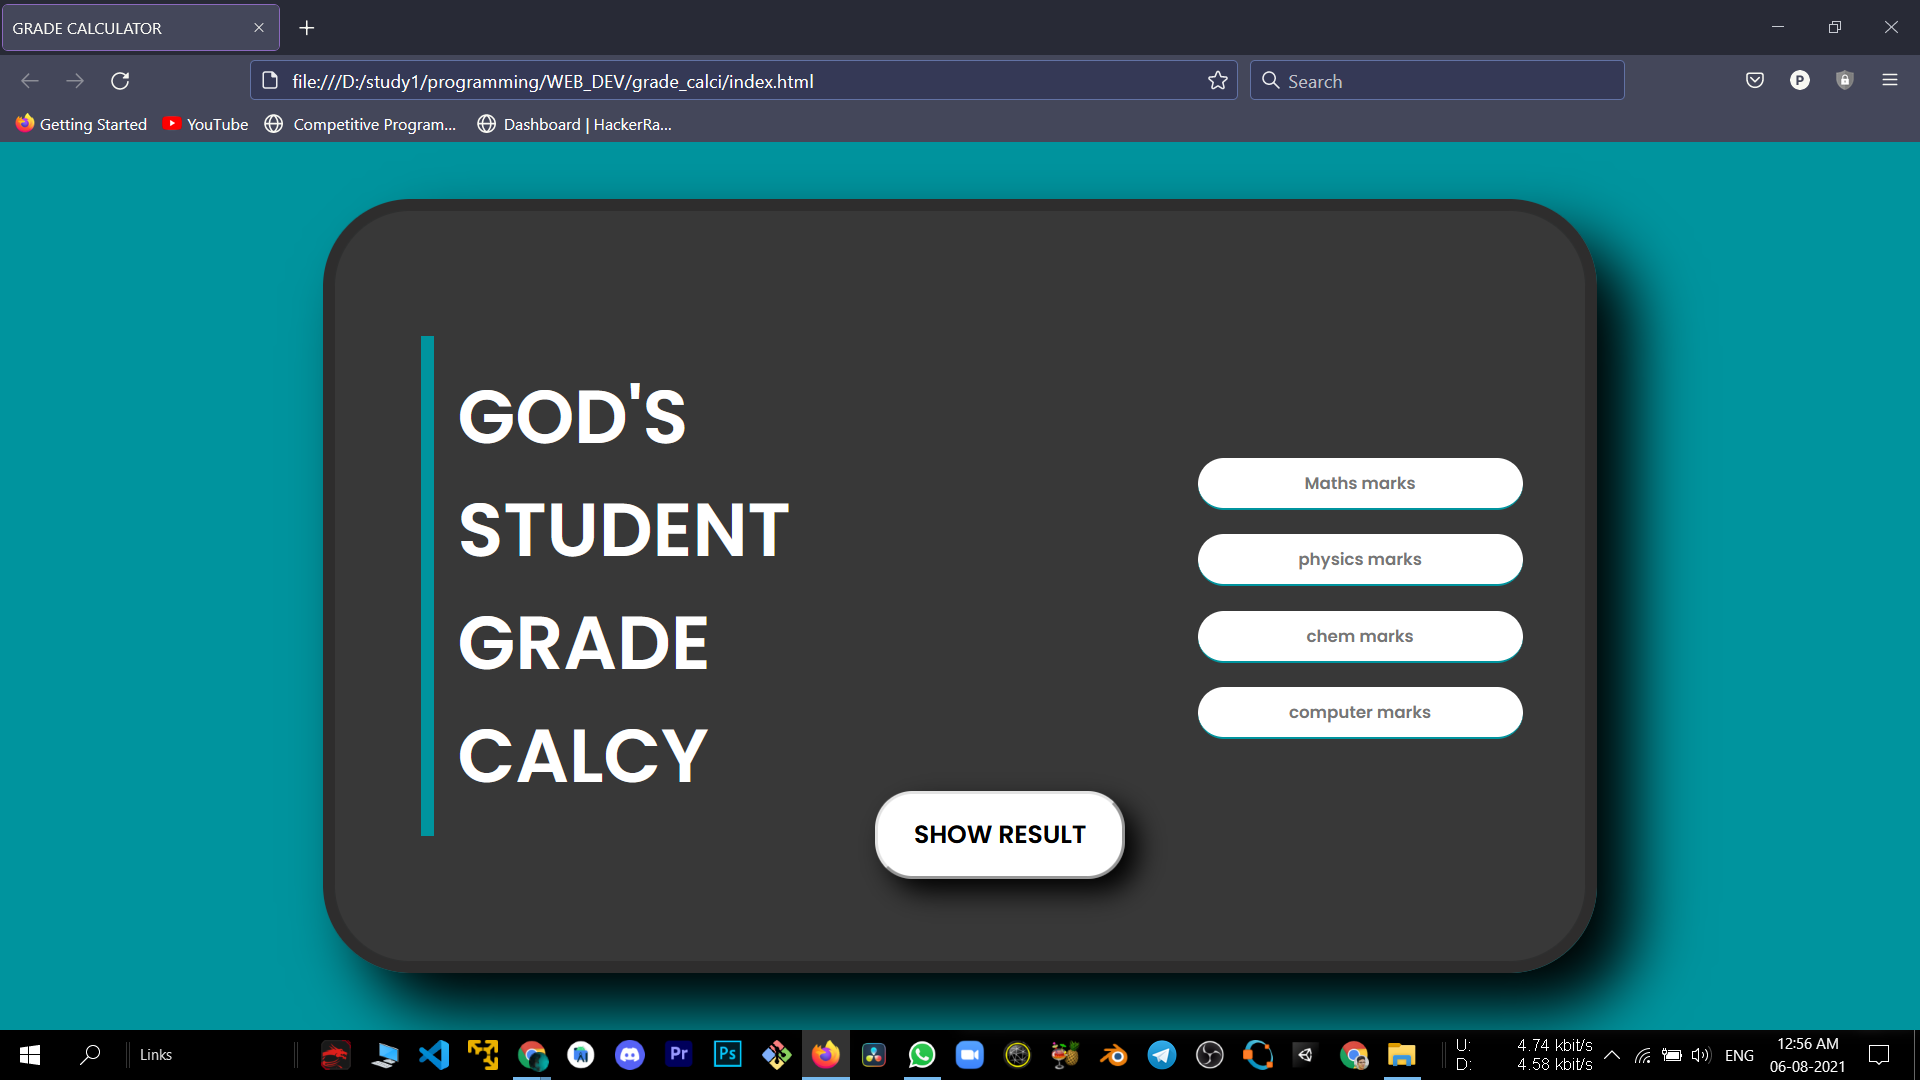 GRADE CALCULATOR
file:///D:/study1/programming/WEB_DEV/grade_calci/index.html
Search
P
Getting Started
YouTube
Competitive Program...
Dashboard | HackerRa...
GOD'S
STUDENT
GRADE
CALCY
Maths marks
physics marks
chem marks
computer marks
SHOW RESULT
Links
Pr
Ps
U: 4.74 kbit/s
D: 4.58 kbit/s
ENG
12:56 AM
06-08-2021